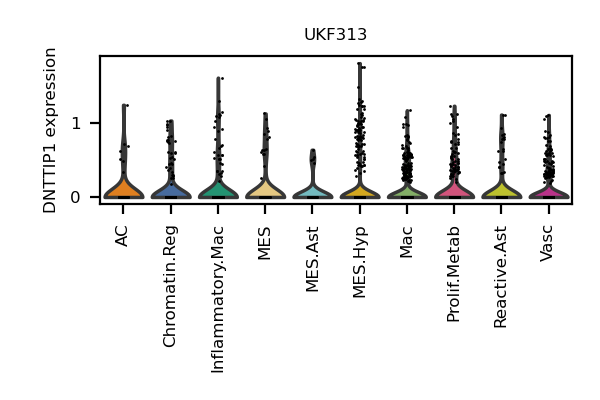 UKF313
DNTTIP1 expression
1
0
AC
Chromatin.Reg
Inflammatory.Mac
MES
MES.Ast
MES.Hyp
Mac
Prolif.Metab
Reactive.Ast
Vasc